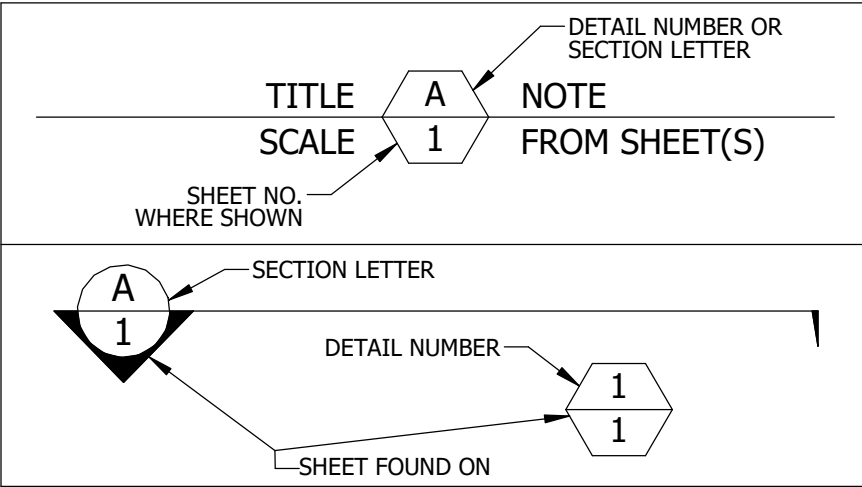 DETAIL NUMBER OR
SECTION LETTER
TITLE A NOTE
SCALE 1 FROM SHEET(S)
SHEET NO.
WHERE SHOWN
A
SECTION LETTER
1
DETAIL NUMBER
1
1
SHEET FOUND ON